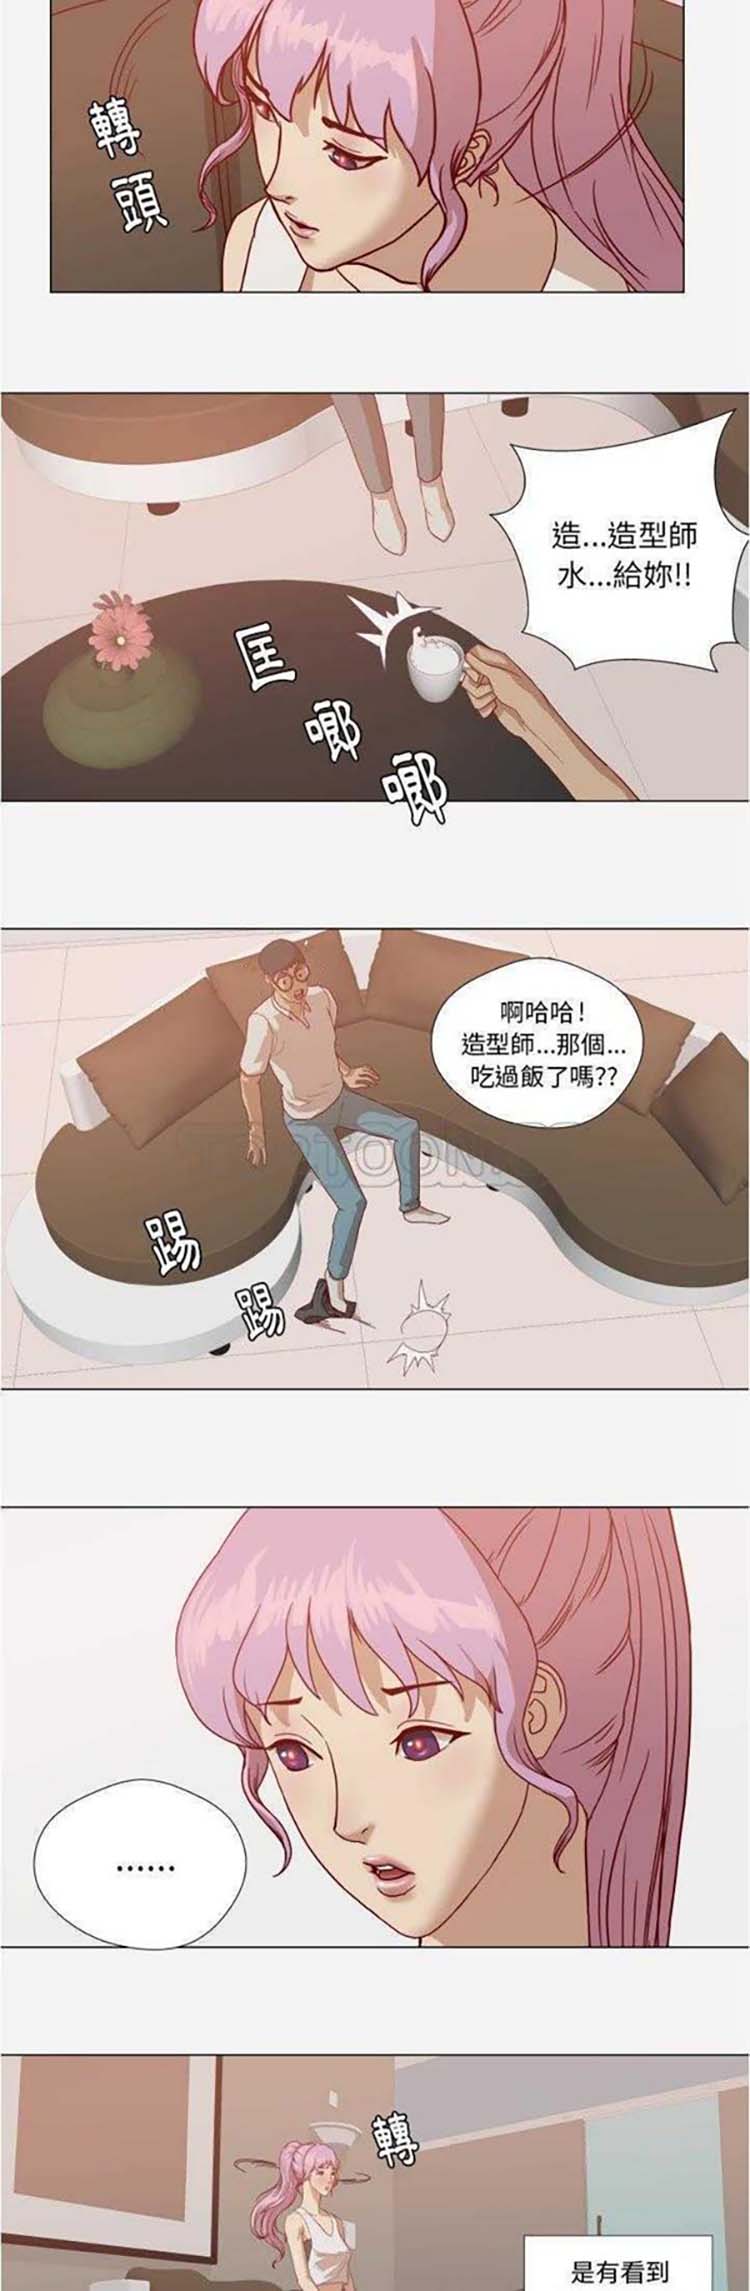 轉
頭
造...造型師
水...給妳!!
匡
啷
啷
啊哈哈!
造型師...那個...
吃過飯了嗎??
踢
踢
......
轉
是有看到